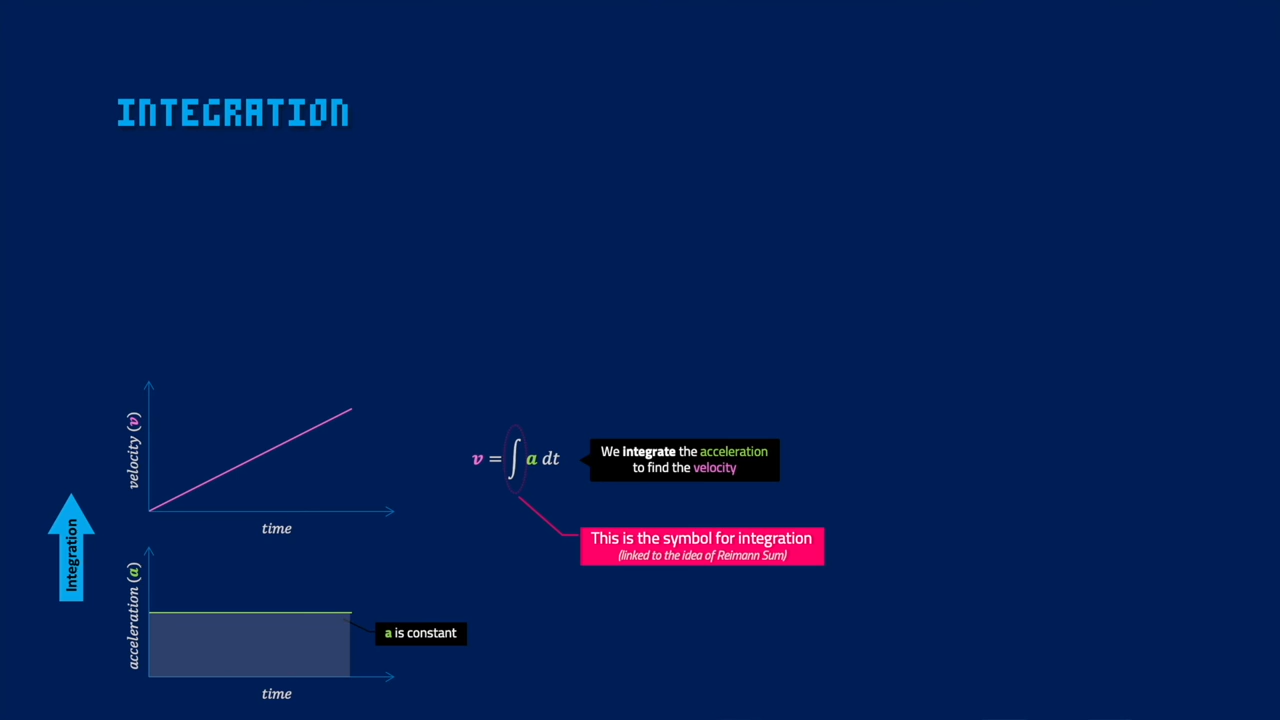 INTEGRATION
velocity (v)
time
Integration
acceleration (a)
time
a is constant
v = ∫ a dt
We integrate the acceleration
to find the velocity
This is the symbol for integration
(linked to the idea of Reimann Sum)